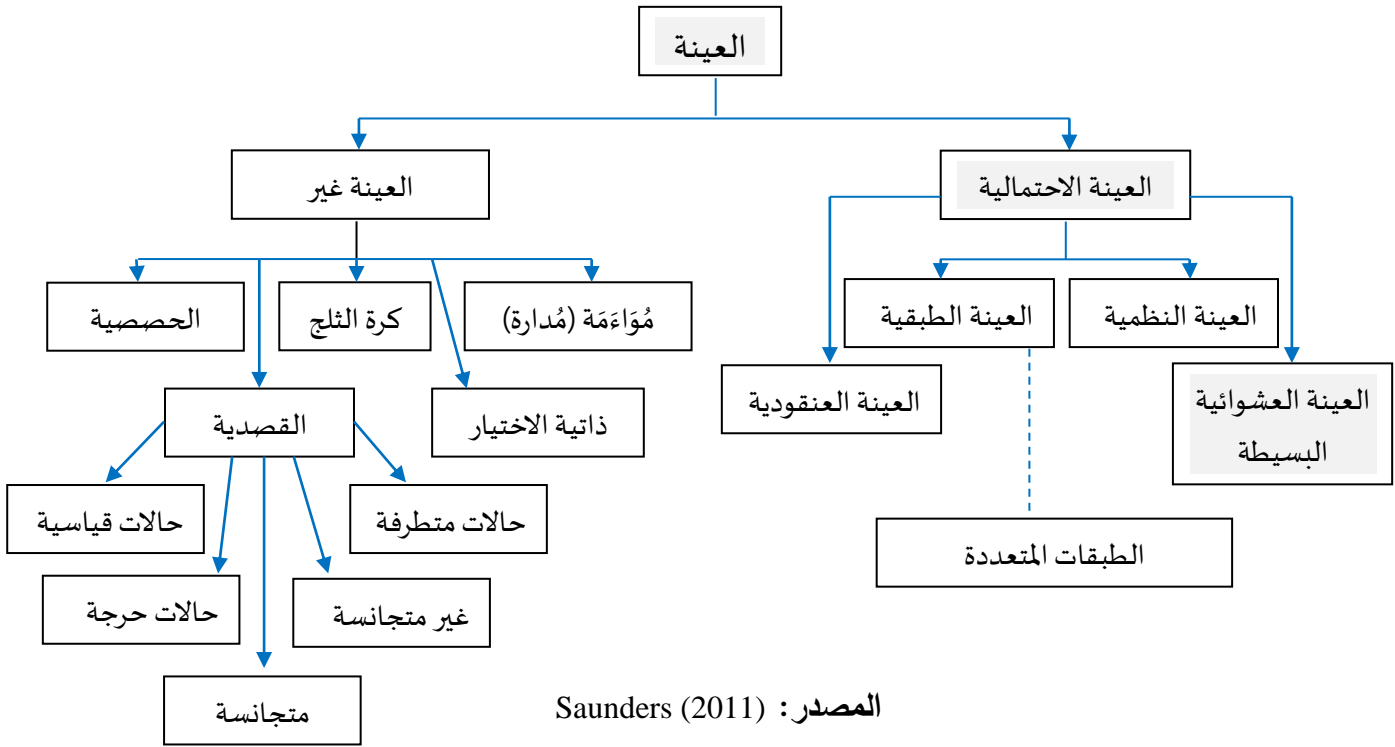 العينة
العينة الاحتمالية
العينة غير
العينة النظمية
العينة الطبقية
مُوَاءَمَة (مُدارة)
كرة الثلج
الحصصية
العينة العشوائية
البسيطة
العينة العنقودية
ذاتية الاختيار
القصدية
حالات متطرفة
حالات قياسية
الطبقات المتعددة
غير متجانسة
حالات حرجة
متجانسة
المصدر: Saunders (2011)